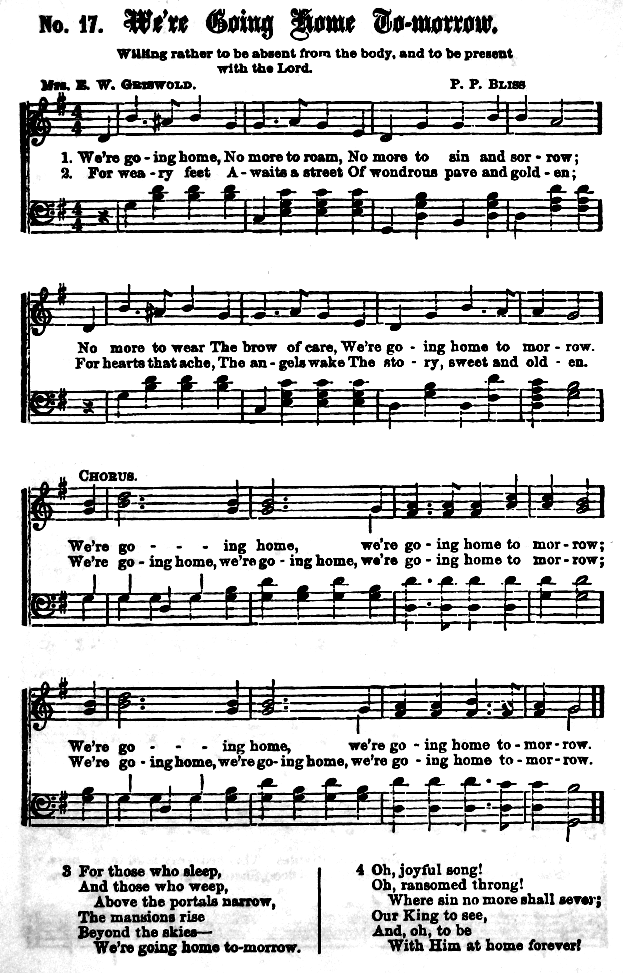 No. 17. We're Going Home To-morrow.
Willing rather to be absent from the body, and to be present
with the Lord.
Mrs. E. W. Griswold. P. P. Bliss
1. We're go - ing home, No more to roam, No more to sin and sor - row;
2. For wea - ry feet A - waits a street Of wondrous pave and gold - en;
No more to wear The brow of care, We're go - ing home to mor - row.
For hearts that ache, The an - gels wake The sto - ry, sweet and old - en.
Chorus.
We're go - - - ing home, we're go - ing home to mor - row;
We're go - ing home, we're go - ing home, we're go - ing home to mor - row;
We're go - - - ing home, we're go - ing home to - mor - row.
We're go - ing home, we're go - ing home, we're go - ing home to - mor - row.
3 For those who sleep,
And those who weep,
Above the portals narrow,
The mansions rise
Beyond the skies—
We're going home to-morrow.
4 Oh, joyful song!
Oh, ransomed throng!
Where sin no more shall sever;
Our King to see,
And, oh, to be
With Him at home forever!